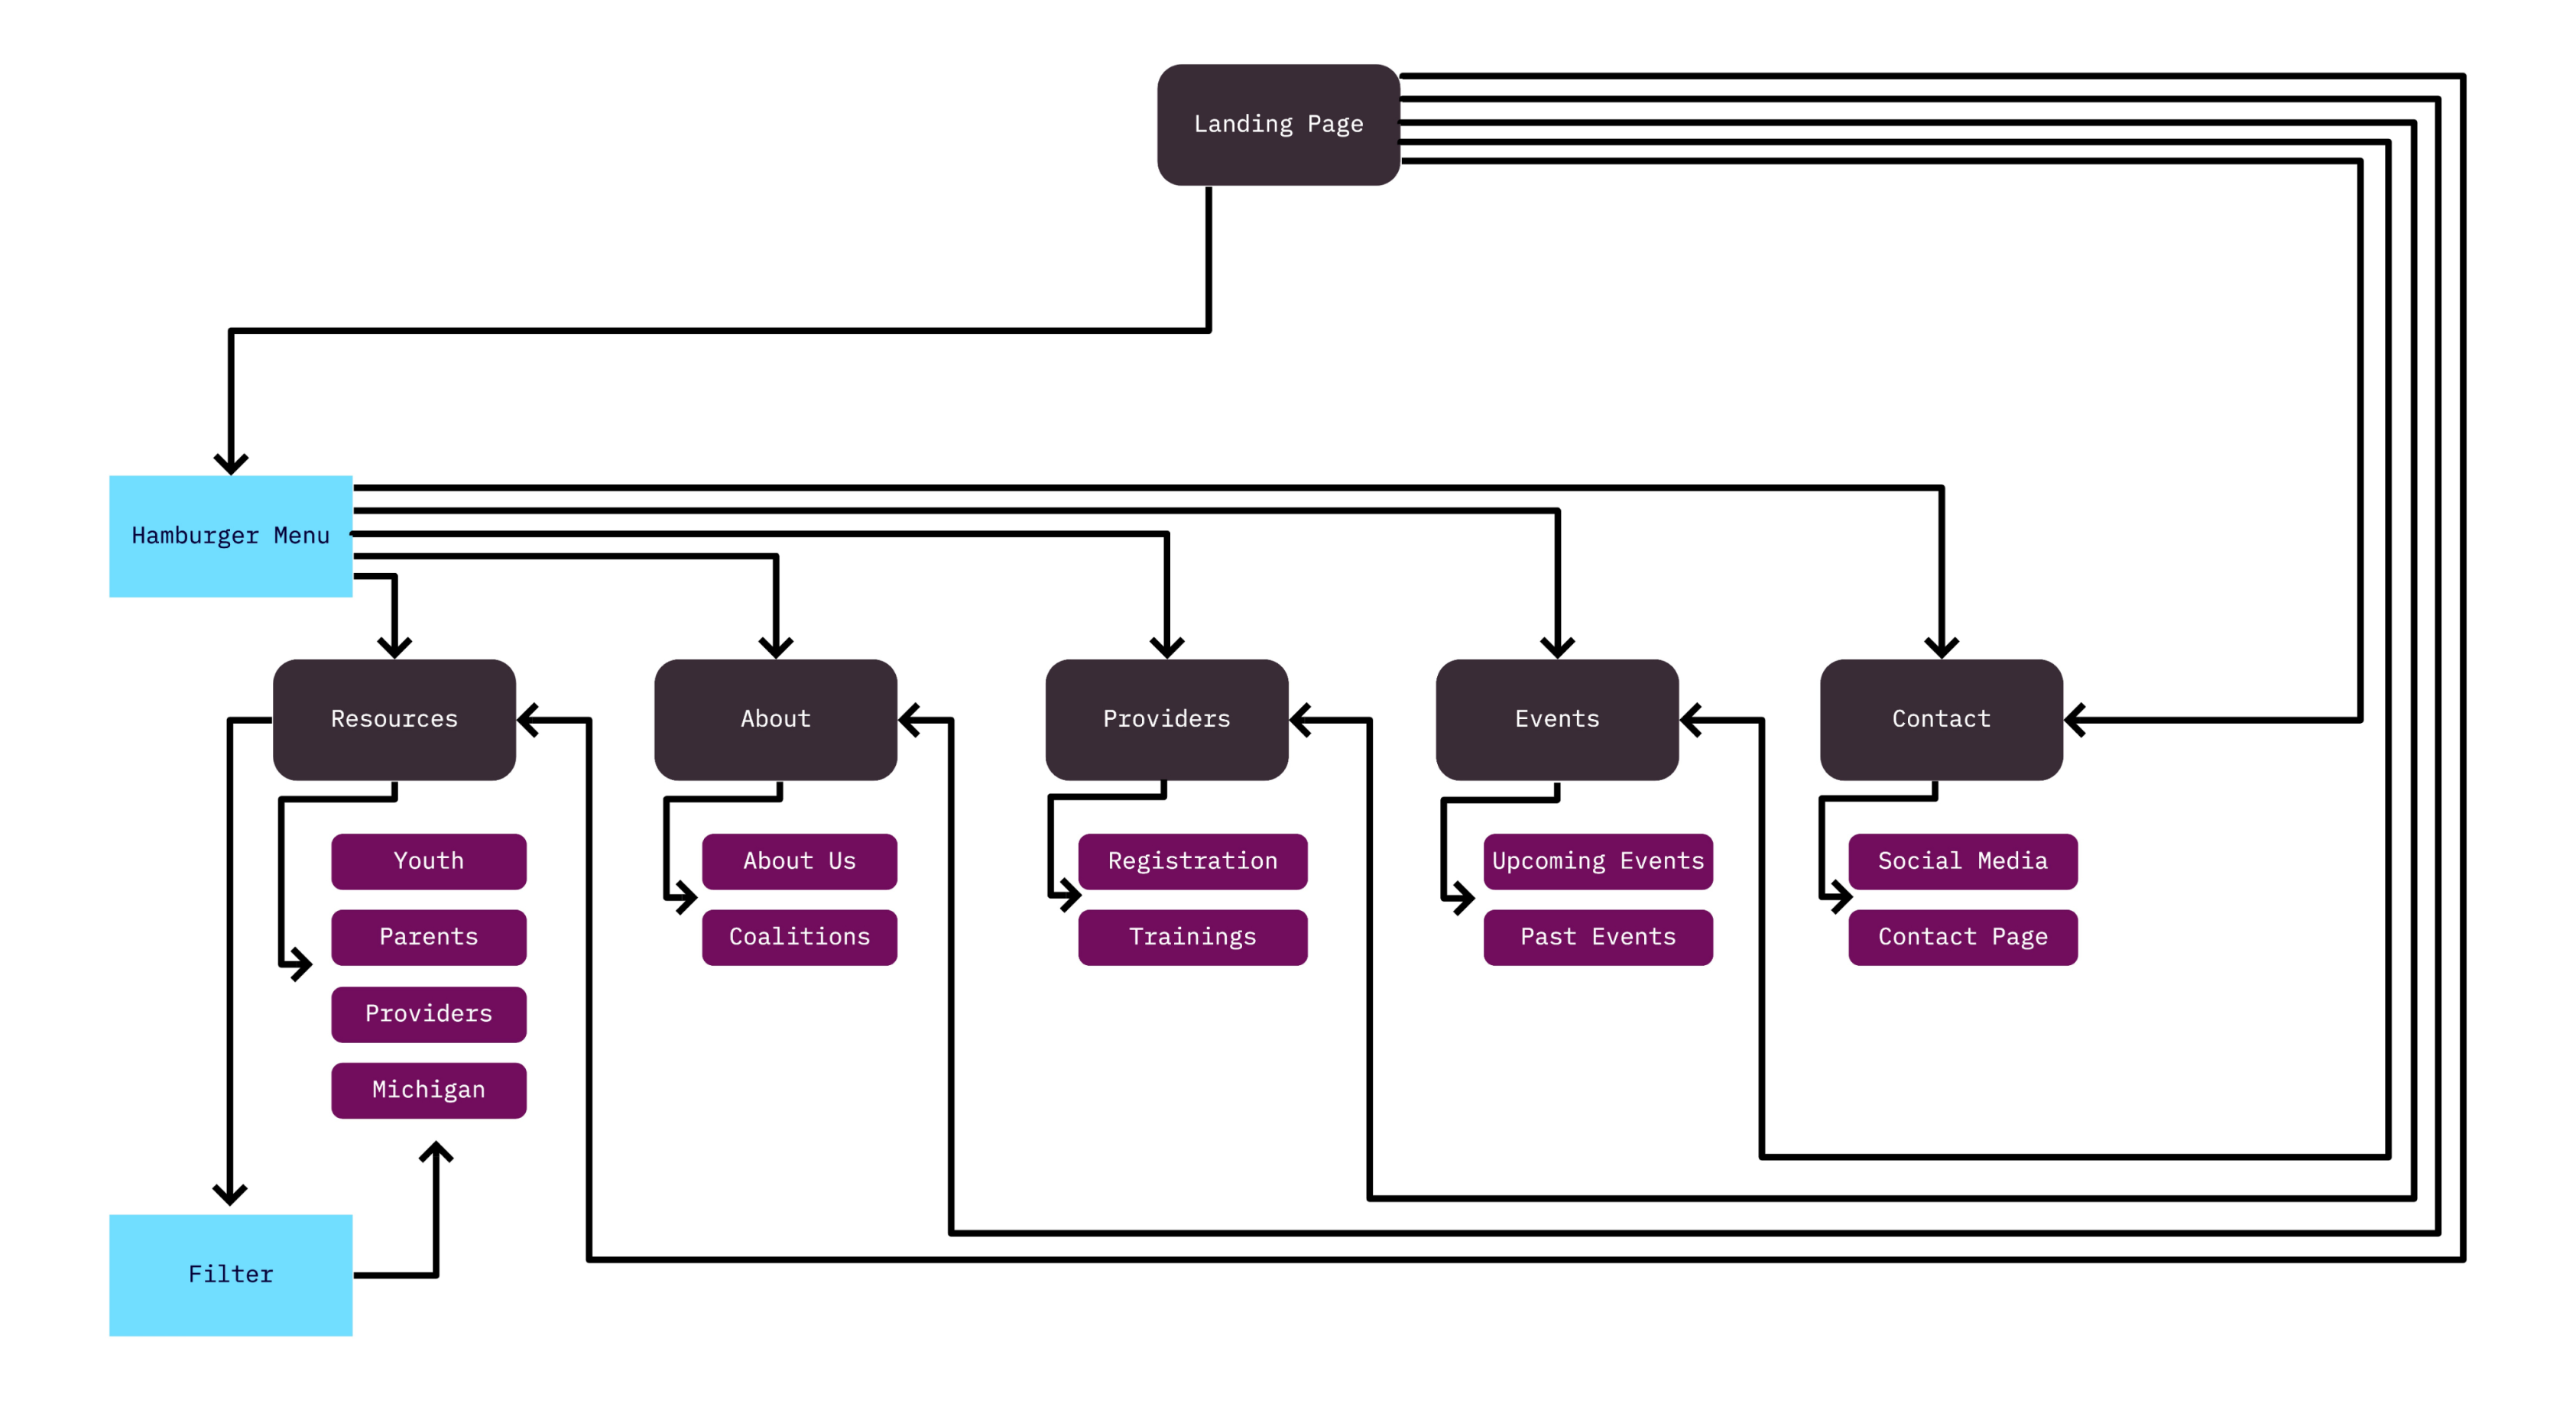 Landing Page
Hamburger Menu
Resources
About
Providers
Events
Contact
Youth
Parents
Providers
Michigan
About Us
Coalitions
Registration
Trainings
Upcoming Events
Past Events
Social Media
Contact Page
Filter